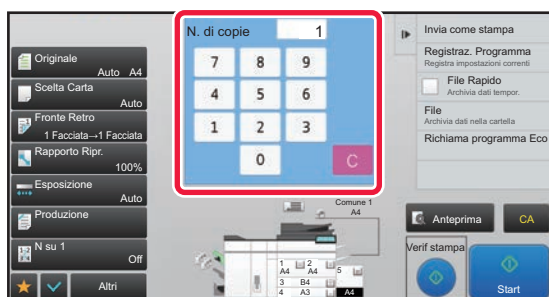 Originale
Auto A4
Scelta Carta
Auto
Fronte Retro
1 Facciata→1 Facciata
Rapporto Ripr.
100%
Esposizione
Auto
Produzione
N su 1
Off
Altri
N. di copie 1
7 8 9
4 5 6
1 2 3
0 C
Comune 1
A4
1 A4
2 A4
3 B4
4 A3
5
A4
Invia come stampa
Registraz. Programma
Registra impostazioni correnti
File Rapido
Archivia dati tempor.
File
Archivia dati nella cartella
Richiama programma Eco
Anteprima
CA
Verif stampa
Start